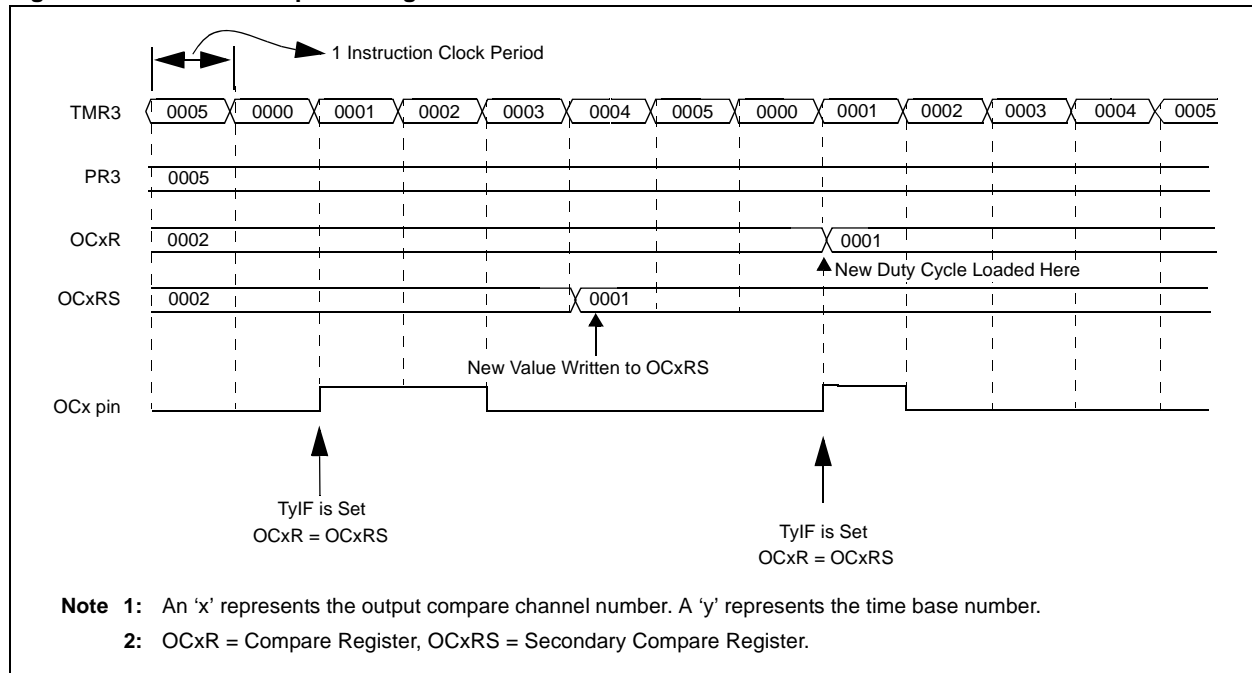 1 Instruction Clock Period
TMR3 0005 0000 0001 0002 0003 0004 0005 0000 0001 0002 0003 0004 0005
PR3 0005
OCxR 0002 0001
New Duty Cycle Loaded Here
OCxRS 0002 0001
New Value Written to OCxRS
OCx pin
TyIF is Set
OCxR = OCxRS
TyIF is Set
OCxR = OCxRS
Note 1: An ‘x’ represents the output compare channel number. A ‘y’ represents the time base number.
2: OCxR = Compare Register, OCxRS = Secondary Compare Register.